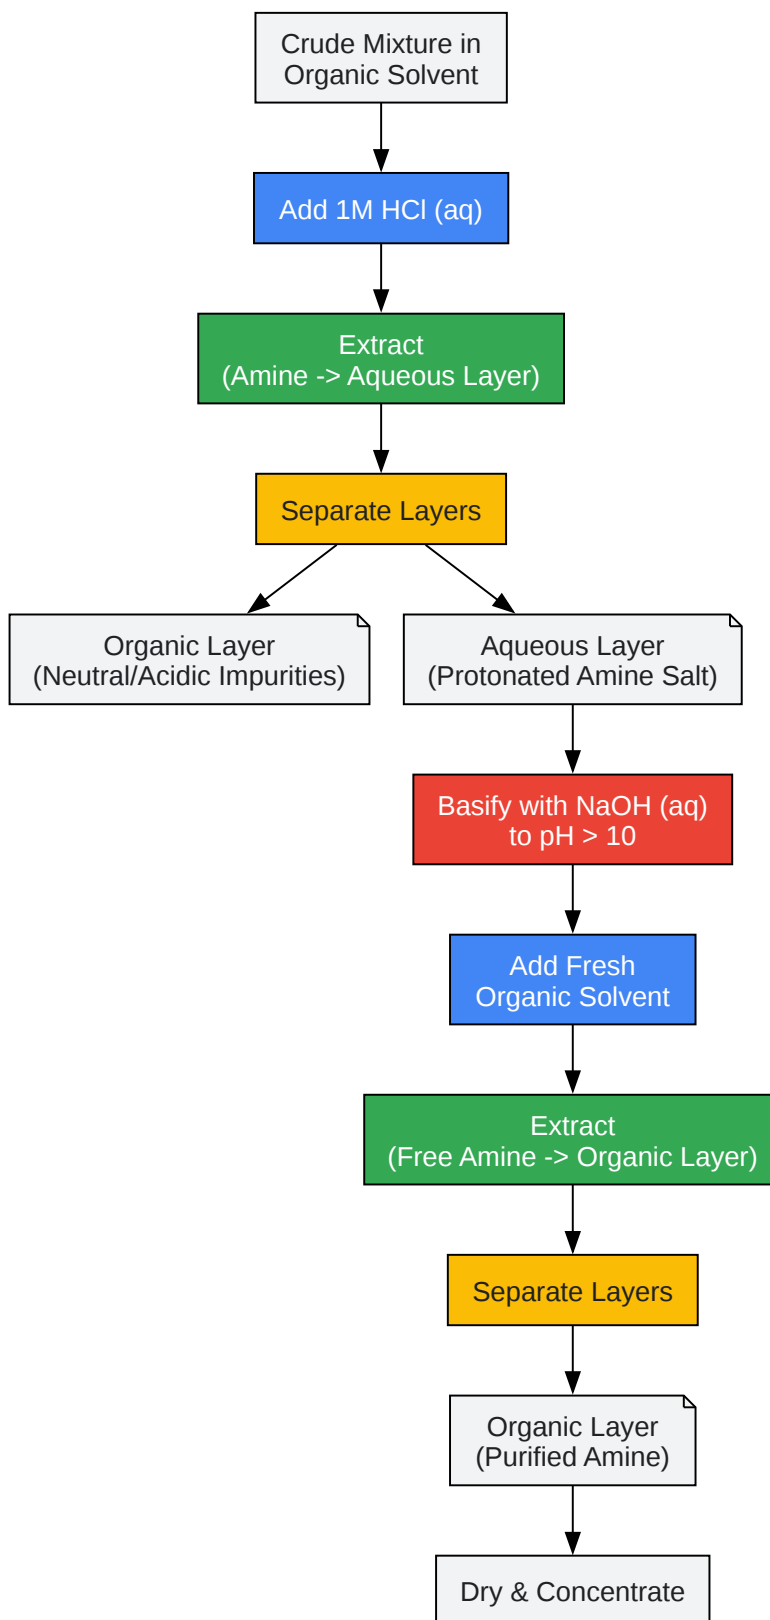 Crude Mixture in
Organic Solvent
Add 1M HCl (aq)
Extract
(Amine -> Aqueous Layer)
Separate Layers
Organic Layer
(Neutral/Acidic Impurities)
Aqueous Layer
(Protonated Amine Salt)
Basify with NaOH (aq)
to pH > 10
Add Fresh
Organic Solvent
Extract
(Free Amine -> Organic Layer)
Separate Layers
Organic Layer
(Purified Amine)
Dry & Concentrate